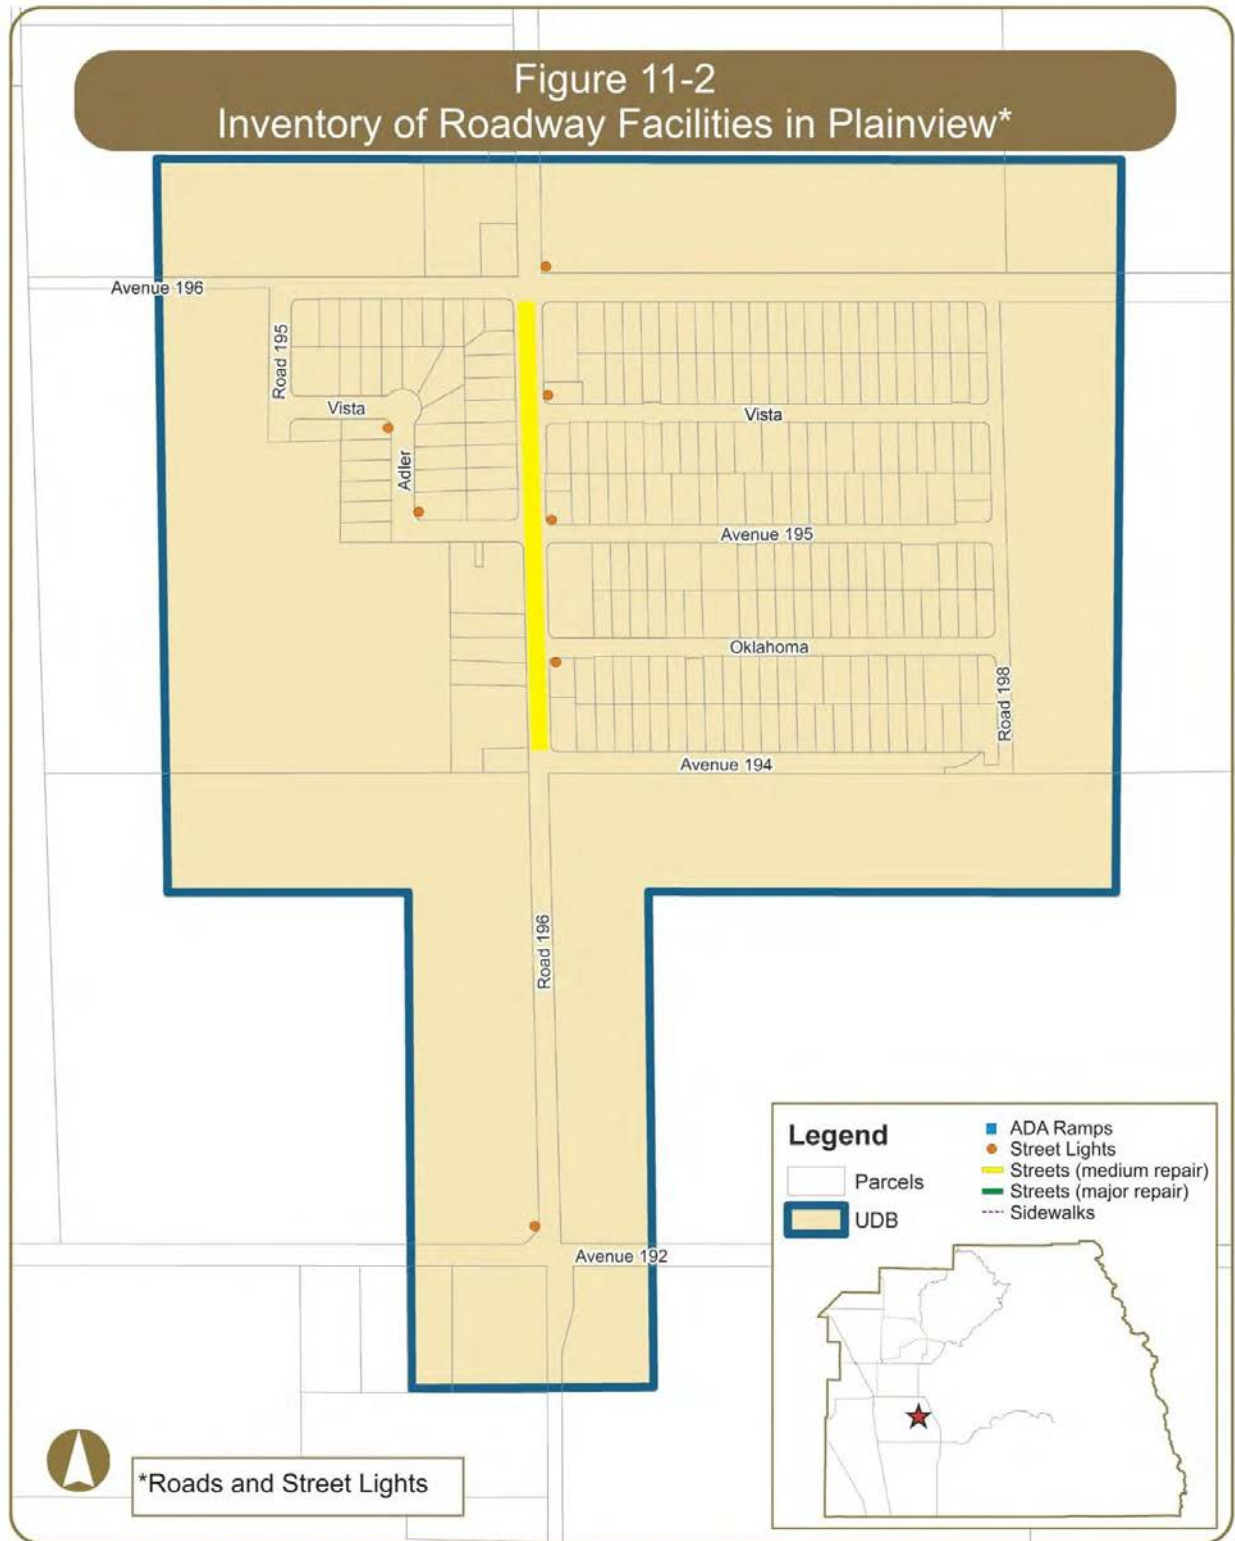 Figure 11-2
Inventory of Roadway Facilities in Plainview*
Avenue 196
Road 195
Vista
Vista
Adler
Avenue 195
Oklahoma
Road 198
Avenue 194
Road 196
Avenue 192
Legend
Parcels
UDB
ADA Ramps
Street Lights
Streets (medium repair)
Streets (major repair)
Sidewalks
*Roads and Street Lights